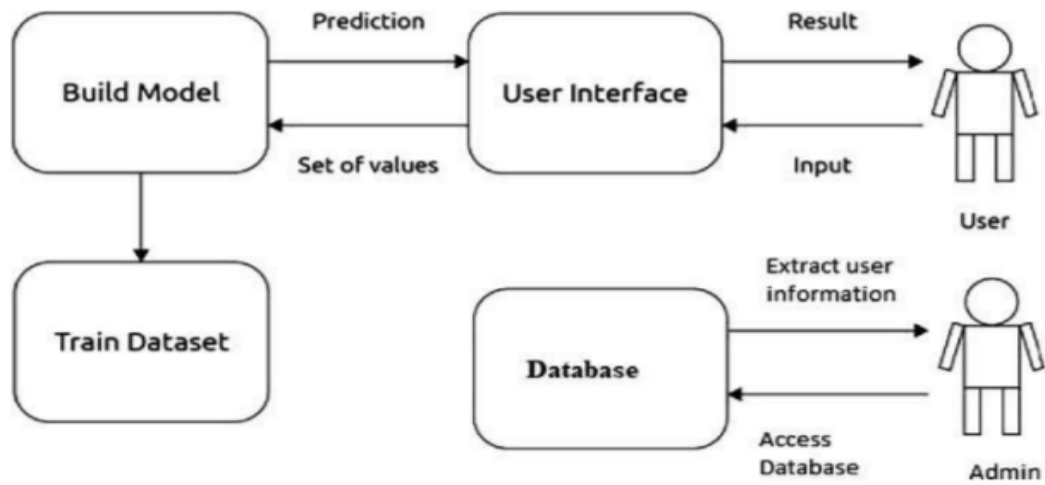 Prediction
Result
Build Model
User Interface
Set of values
Input
User
Extract user
information
Train Dataset
Database
Access
Database
Admin